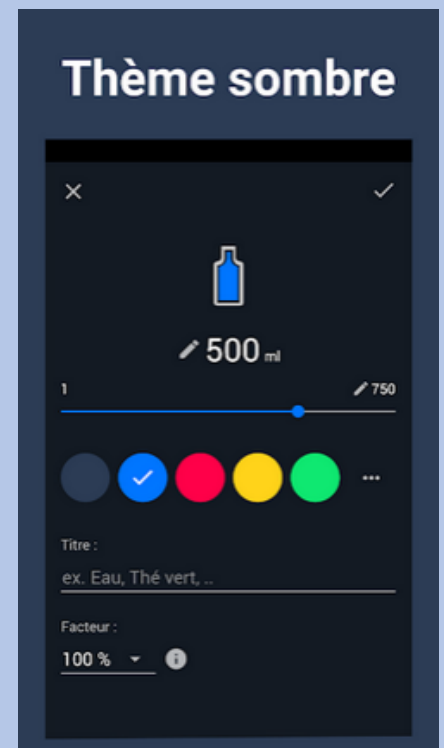 Thème sombre
500 ml
1 750
Titre :
ex. Eau, Thé vert, ..
Facteur :
100 %